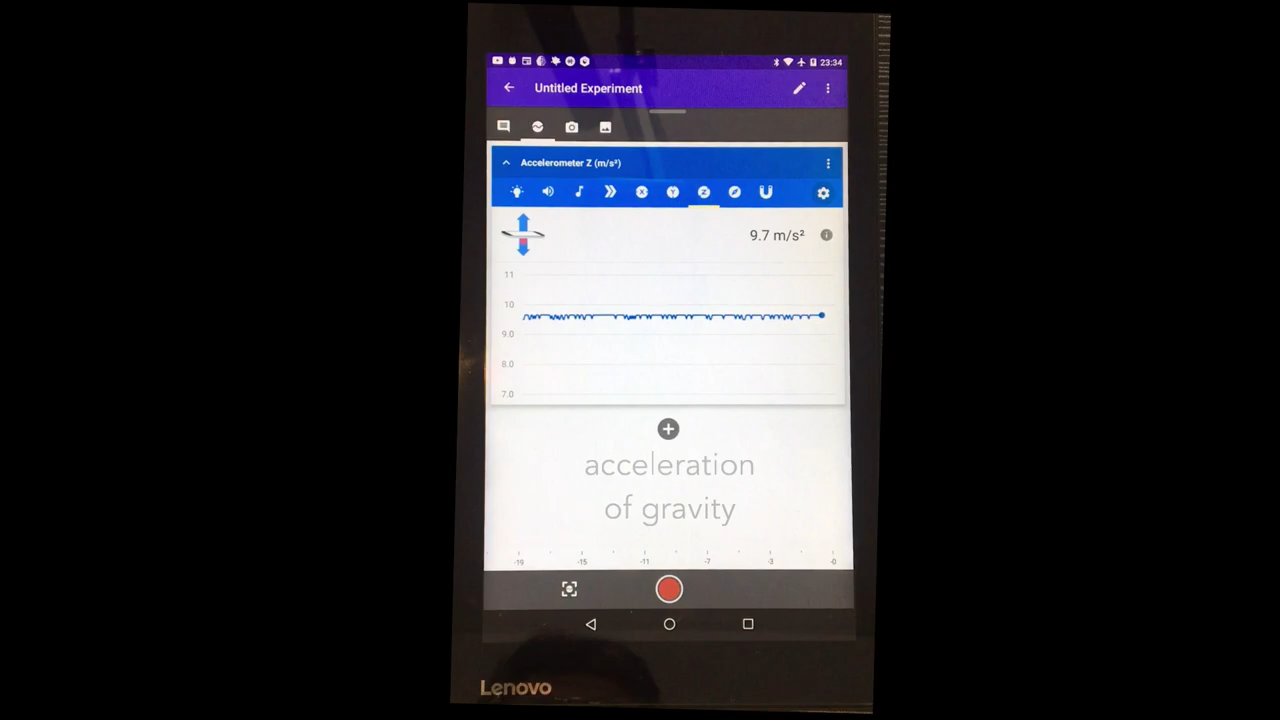 23:34
Untitled Experiment
Accelerometer Z (m/s²)
X Y Z
9.7 m/s²
11
10
9.0
8.0
7.0
acceleration
of gravity
-19 -15 -11 -7 -3 -0
Lenovo